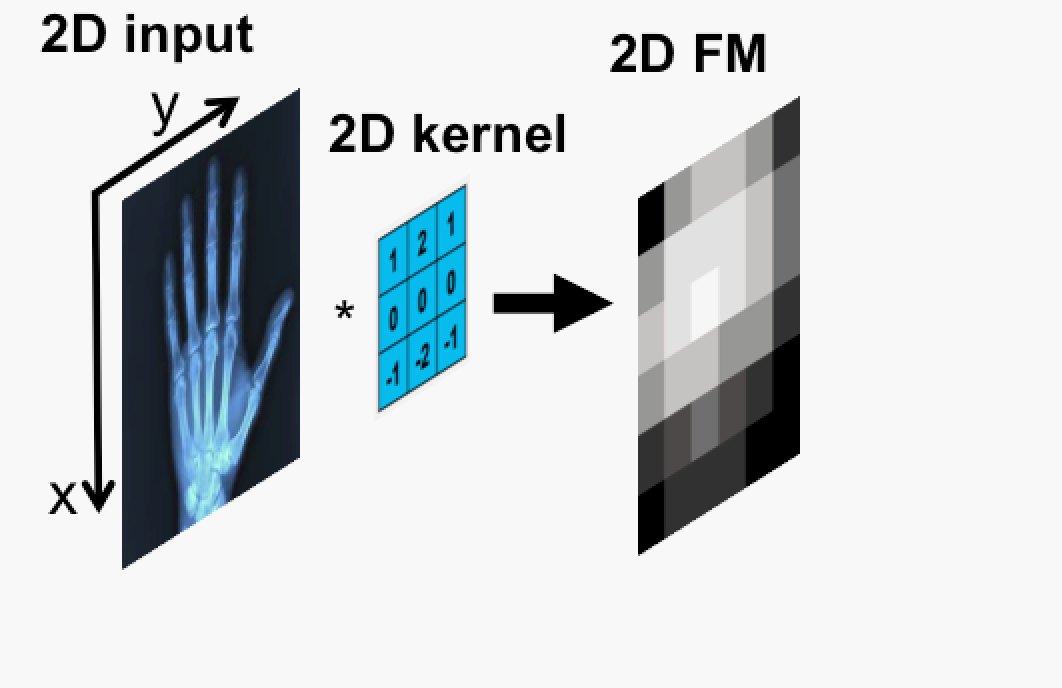 2D input
2D FM
y
2D kernel
1 2 1
0 0 0
-1 -2 -1
*
x